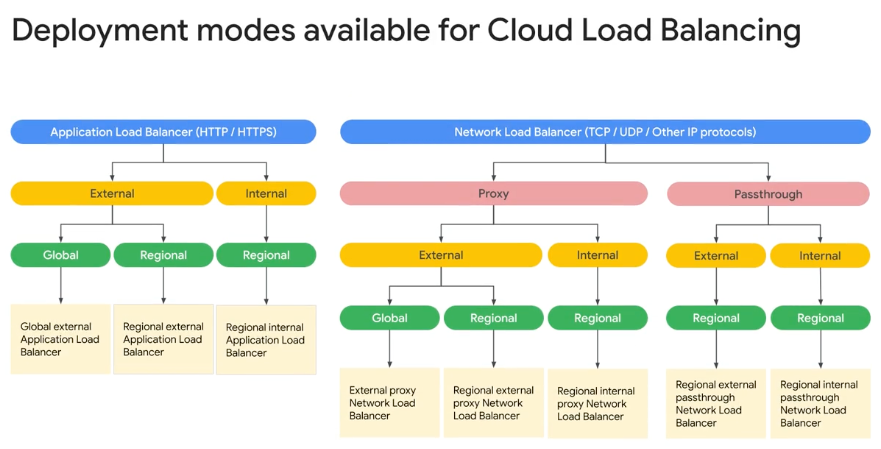 Deployment modes available for Cloud Load Balancing
Application Load Balancer (HTTP / HTTPS)
External
Internal
Global
Regional
Regional
Global external
Application Load
Balancer
Regional external
Application Load
Balancer
Regional internal
Application Load
Balancer
Network Load Balancer (TCP / UDP / Other IP protocols)
Proxy
Passthrough
External
Internal
External
Internal
Global
Regional
Regional
Regional
Regional
External proxy
Network Load
Balancer
Regional external
proxy Network
Load Balancer
Regional internal
proxy Network
Load Balancer
Regional external
passthrough
Network Load
Balancer
Regional internal
passthrough
Network Load
Balancer